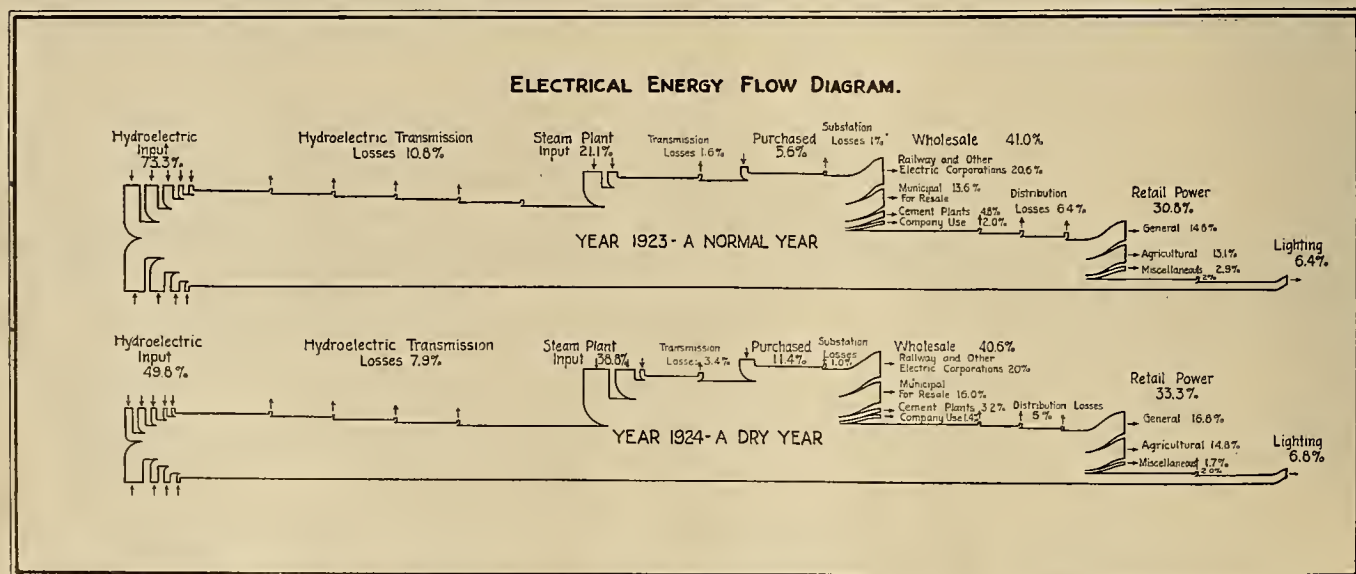 ELECTRICAL ENERGY FLOW DIAGRAM.
Hydroelectric
Input
73.3%
Hydroelectric Transmission
Losses 10.8%
Steam Plant
Input 21.1%
Transmission
Losses 1.6%
Purchased
5.6%
Substation
Losses 1%
Wholesale 41.0%
Railway and Other
Electric Corporations 20.6%
Municipal 13.6%
For Resale
Cement Plants 4.8%
Company Use 2.0%
Distribution
Losses 6.4%
Retail Power
30.8%
General 14.8%
Agricultural 13.1%
Miscellaneous 2.9%
2%
Lighting
6.4%
YEAR 1923-A NORMAL YEAR
Hydroelectric
Input
49.8%
Hydroelectric Transmission
Losses 7.9%
Steam Plant
Input 38.8%
Transmission
Losses 3.4%
Purchased
11.4%
Substation
Losses
1.0%
Wholesale 40.6%
Railway and Other
Electric Corporations 20%
Municipal
For Resale 16.0%
Cement Plants 3.2%
Company Use 1.4%
Distribution Losses
5%
Retail Power
33.3%
General 16.8%
Agricultural 14.8%
Miscellaneous 1.7%
2.0%
Lighting
6.8%
YEAR 1924-A DRY YEAR